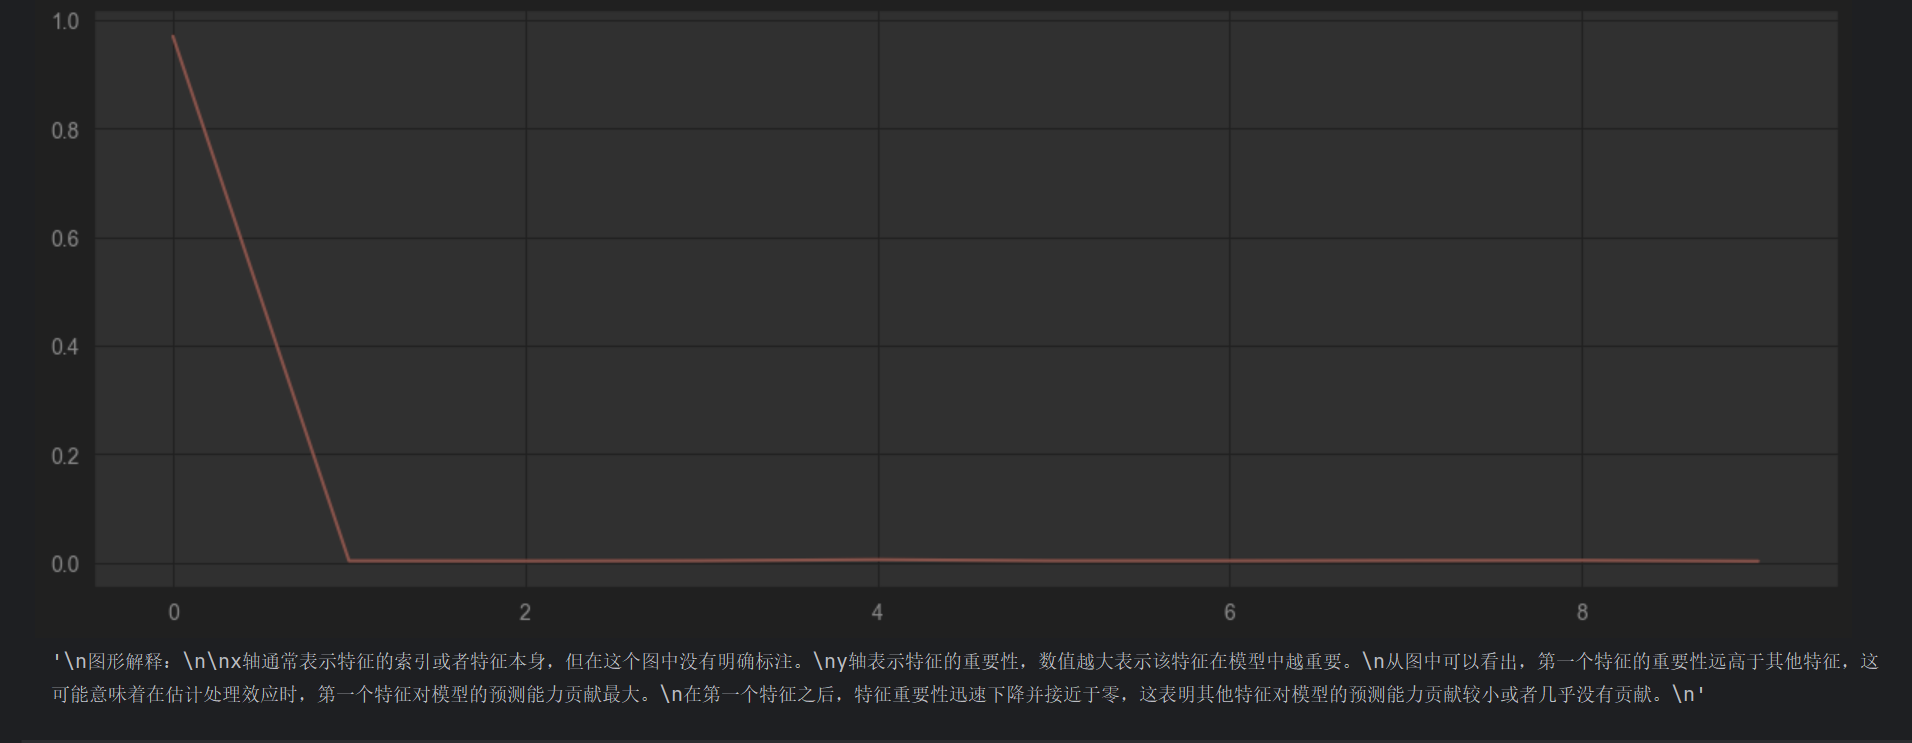 1.0
0.8
0.6
0.4
0.2
0.0
0 2 4 6 8
'\n图形解释：\n\nx轴通常表示特征的索引或者特征本身，但在这个图中没有明确标注。\ny轴表示特征的重要性，数值越大表示该特征在模型中越重要。\n从图中可以看出，第一个特征的重要性远高于其他特征，这
可能意味着在估计处理效应时，第一个特征对模型的预测能力贡献最大。\n在第一个特征之后，特征重要性迅速下降并接近于零，这表明其他特征对模型的预测能力贡献较小或者几乎没有贡献。\n'